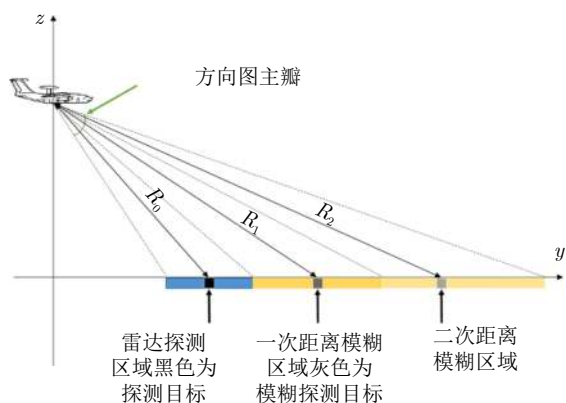 z
方向图主瓣
R₀
R₁
R₂
y
雷达探测
区域黑色为
探测目标
一次距离模糊
区域灰色为
模糊探测目标
二次距离
模糊区域